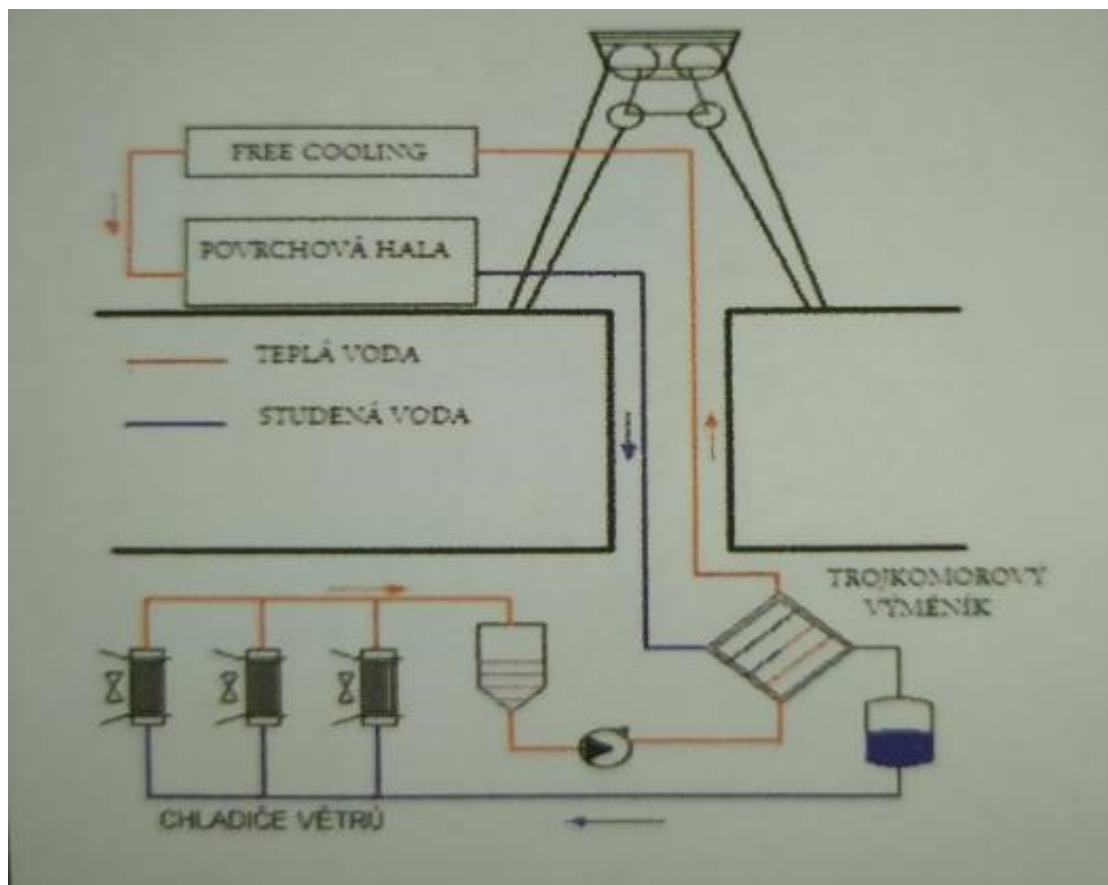 FREE COOLING
POVRCHOVÁ HALA
TEPLÁ VODA
STUDENÁ VODA
TROJKOMOROVÝ
VÝMĚNÍK
CHLADIČE VĚTRŮ